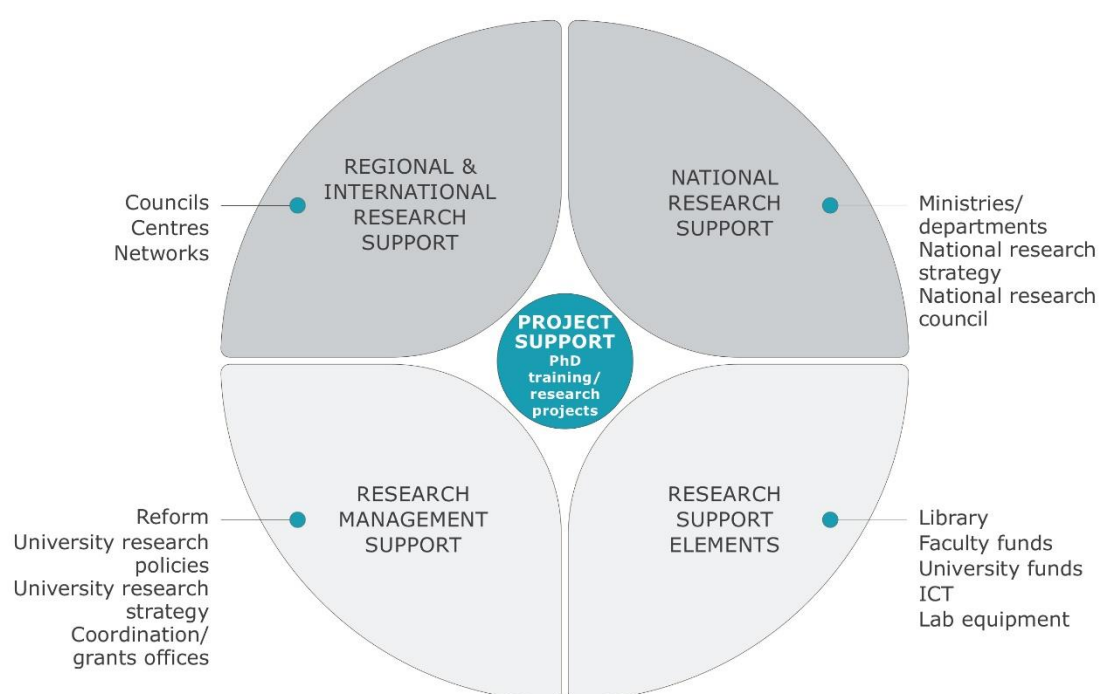 REGIONAL &
INTERNATIONAL
RESEARCH
SUPPORT
Councils
Centres
Networks
NATIONAL
RESEARCH
SUPPORT
Ministries/
departments
National research
strategy
National research
council
PROJECT
SUPPORT
PhD
training/
research
projects
RESEARCH
MANAGEMENT
SUPPORT
Reform
University research
policies
University research
strategy
Coordination/
grants offices
RESEARCH
SUPPORT
ELEMENTS
Library
Faculty funds
University funds
ICT
Lab equipment